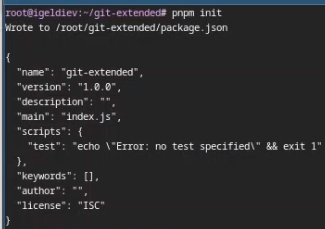 root@igeldiev:~/git-extended# pnpm init
Wrote to /root/git-extended/package.json
{
  "name": "git-extended",
  "version": "1.0.0",
  "description": "",
  "main": "index.js",
  "scripts": {
    "test": "echo \"Error: no test specified\" && exit 1"
  },
  "keywords": [],
  "author": "",
  "license": "ISC"
}